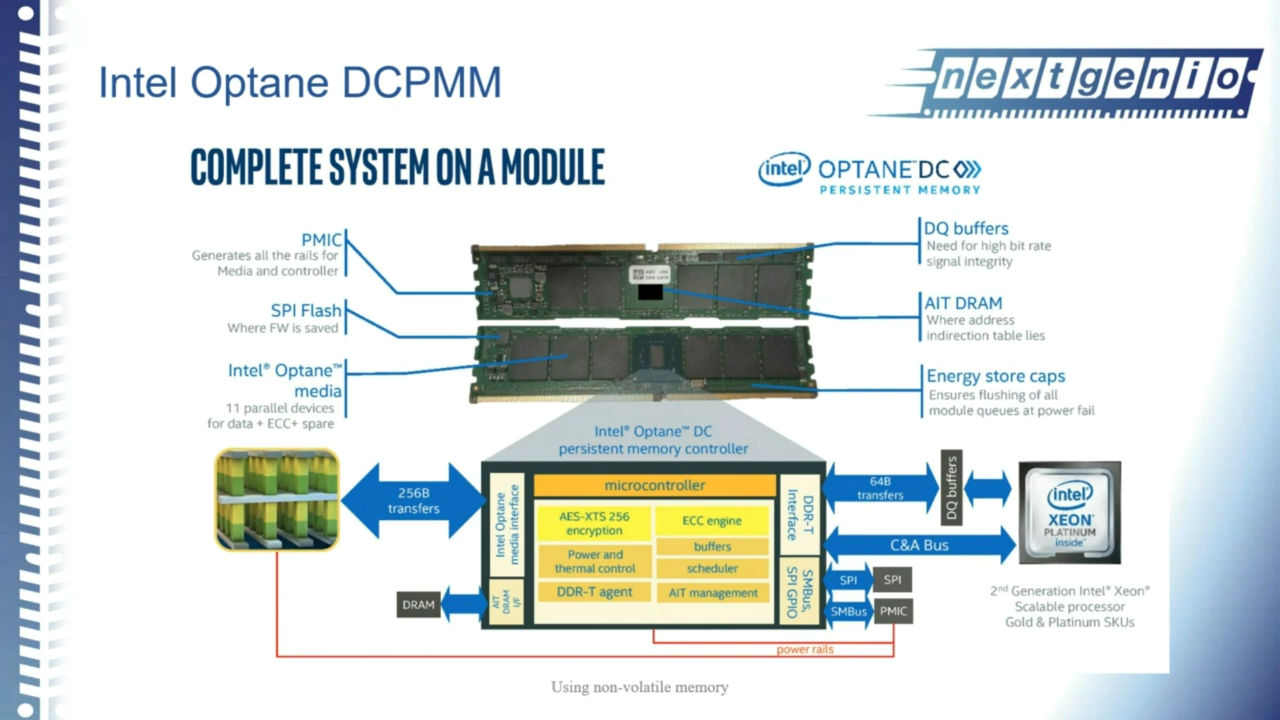 Intel Optane DCPMM
nextgenio
COMPLETE SYSTEM ON A MODULE
intel OPTANE™ DC
PERSISTENT MEMORY
PMIC
Generates all the rails for
Media and controller
SPI Flash
Where FW is saved
Intel® Optane™
media
11 parallel devices
for data + ECC+ spare
DQ buffers
Need for high bit rate
signal integrity
AIT DRAM
Where address
indirection table lies
Energy store caps
Ensures flushing of all
module queues at power fail
Intel® Optane™ DC
persistent memory controller
256B
transfers
Intel Optane
media interface
AIT
DRAM
I/F
DRAM
microcontroller
AES-XTS 256
encryption
Power and
thermal control
DDR-T agent
ECC engine
buffers
scheduler
AIT management
DDR-T
Interface
SMBus,
SPI GPIO
64B
transfers
DQ buffers
C&A Bus
SPI
SPI
SMBus
PMIC
power rails
intel®
XEON®
PLATINUM
inside™
2nd Generation Intel® Xeon®
Scalable processor
Gold & Platinum SKUs
Using non-volatile memory